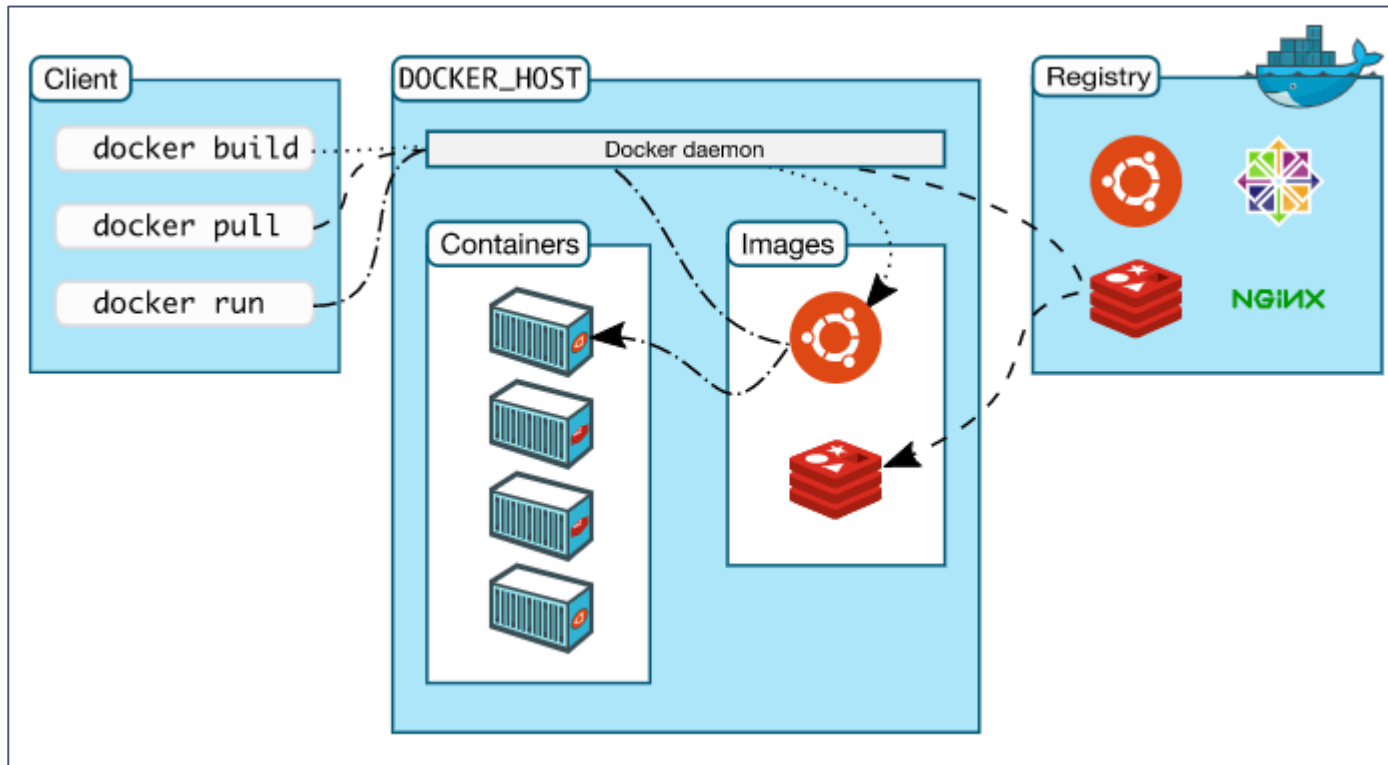 Client
docker build
docker pull
docker run
DOCKER_HOST
Docker daemon
Containers
Images
Registry
NGINX